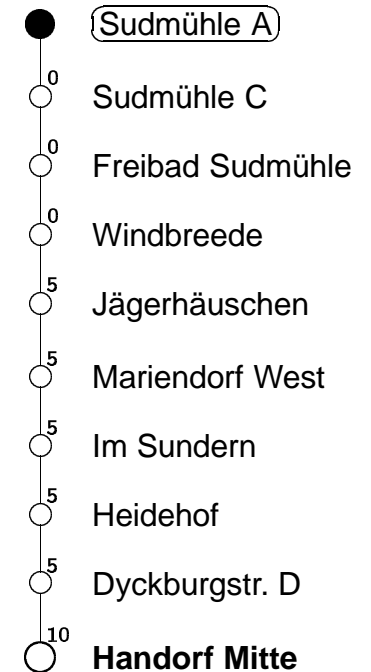 Sudmühle A
0
Sudmühle C
0
Freibad Sudmühle
0
Windbreede
5
Jägerhäuschen
5
Mariendorf West
5
Im Sundern
5
Heidehof
5
Dyckburgstr. D
10
Handorf Mitte